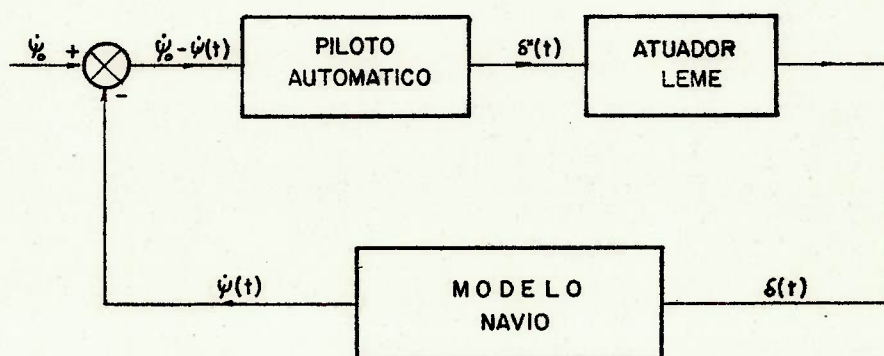 ψ̇₀ + ψ̇₀-ψ̇(t) PILOTO δ*(t) ATUADOR
AUTOMATICO LEME
-
ψ̇(t) MODELO δ(t)
NAVIO